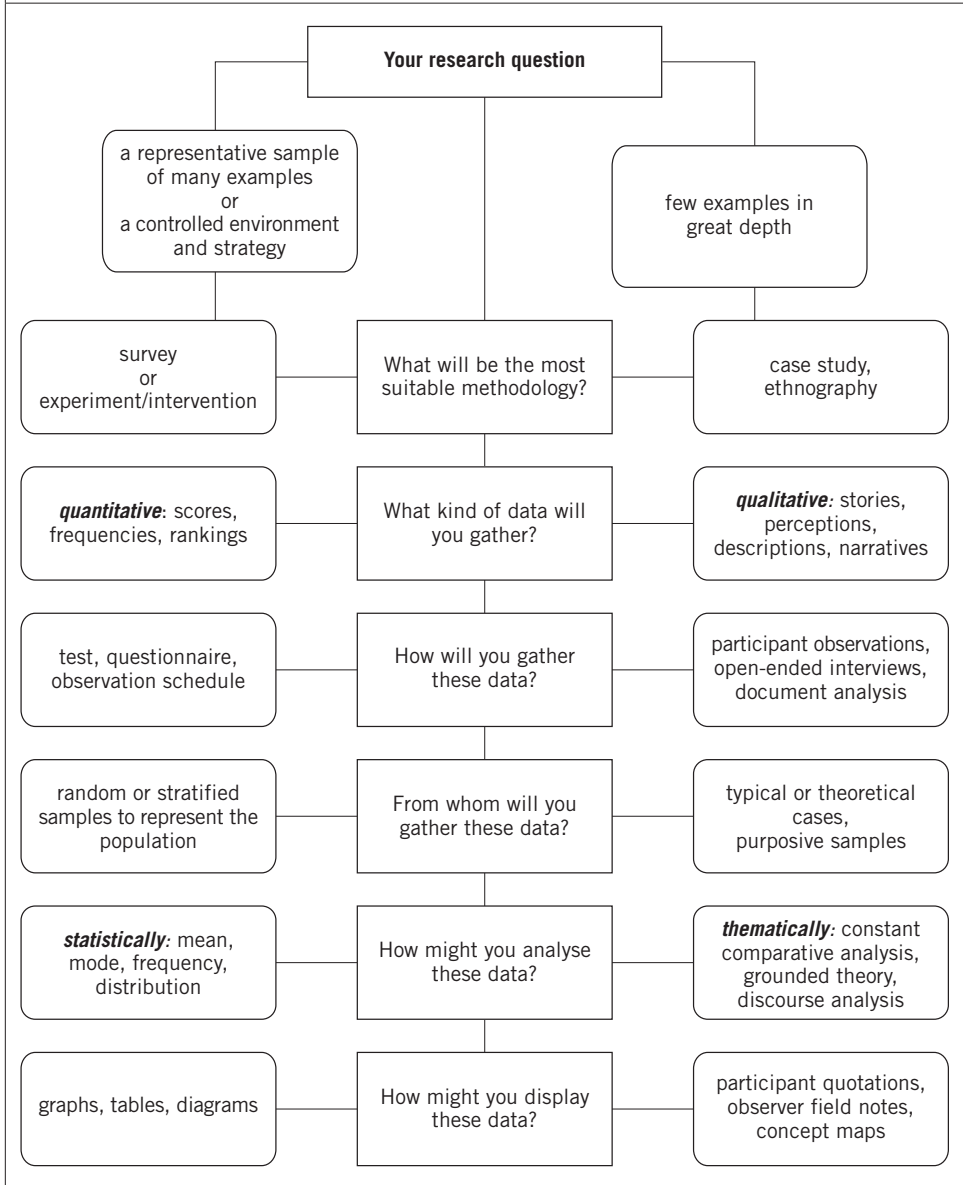 Your research question
a representative sample
of many examples
or
a controlled environment
and strategy
few examples in
great depth
survey
or
experiment/intervention
What will be the most
suitable methodology?
case study,
ethnography
quantitative: scores,
frequencies, rankings
What kind of data will
you gather?
qualitative: stories,
perceptions,
descriptions, narratives
test, questionnaire,
observation schedule
How will you gather
these data?
participant observations,
open-ended interviews,
document analysis
random or stratified
samples to represent the
population
From whom will you
gather these data?
typical or theoretical
cases,
purposive samples
statistically: mean,
mode, frequency,
distribution
How might you analyse
these data?
thematically: constant
comparative analysis,
grounded theory,
discourse analysis
graphs, tables, diagrams
How might you display
these data?
participant quotations,
observer field notes,
concept maps